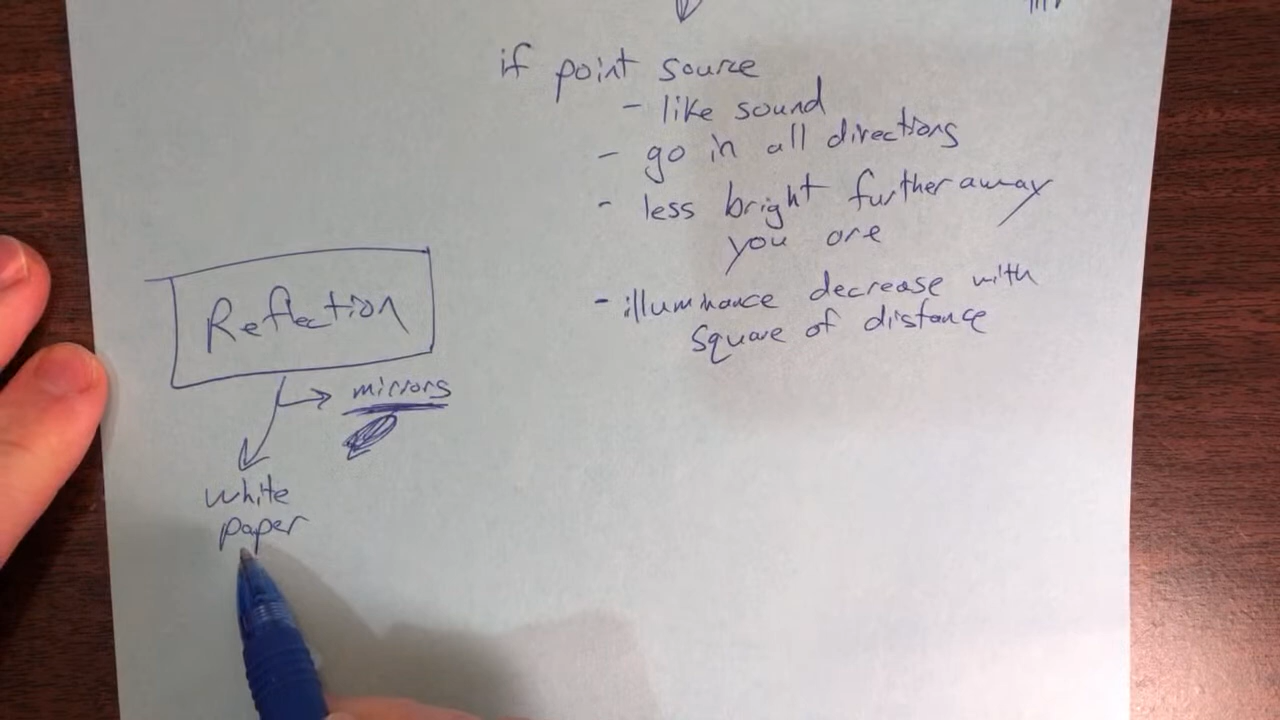 if point source
- like sound
- go in all directions
- less bright further away
you are
- illuminance decrease with
square of distance
Reflection
mirrors
white
paper